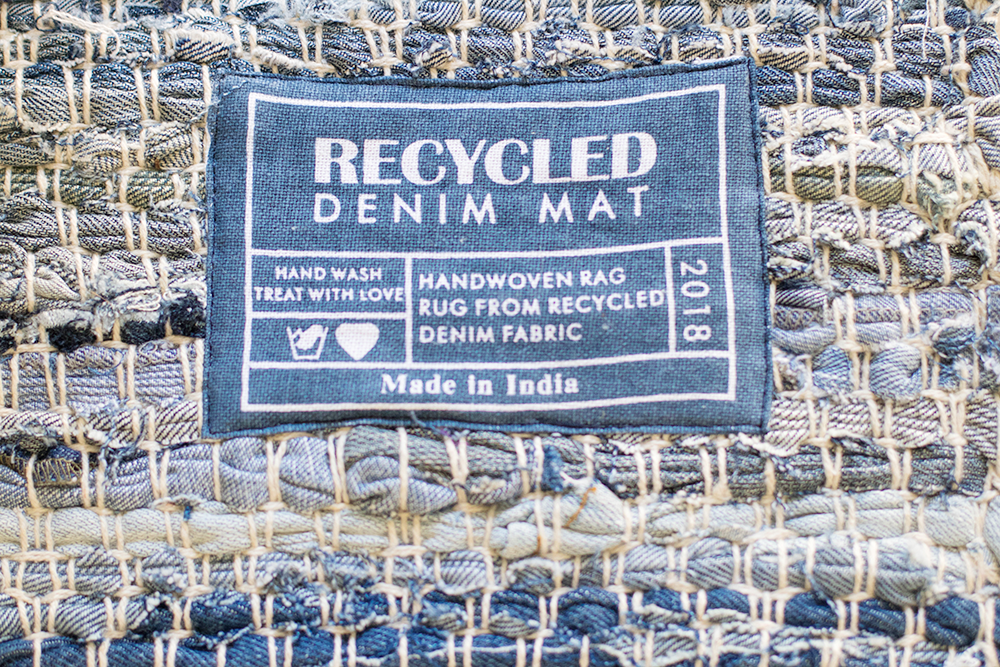 RECYCLED
DENIM MAT
HAND WASH
TREAT WITH LOVE
HANDWOVEN RAG
RUG FROM RECYCLED
DENIM FABRIC
2018
Made in India